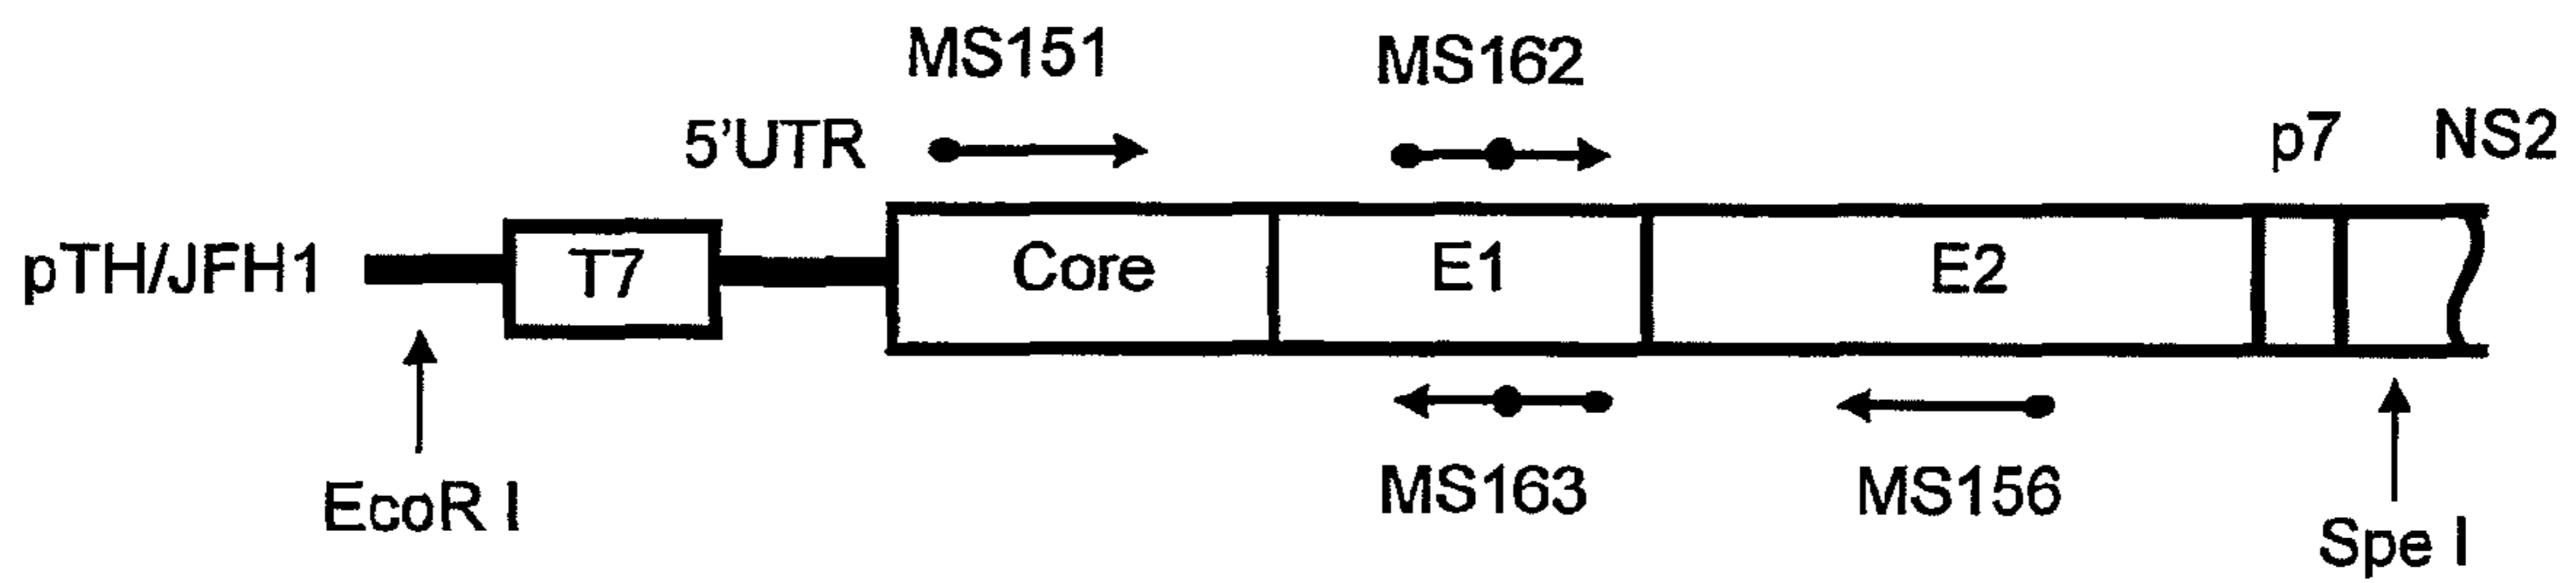 MS151
MS162
5'UTR
p7
NS2
pTH/JFH1
T7
Core
E1
E2
EcoR I
MS163
MS156
Spe I